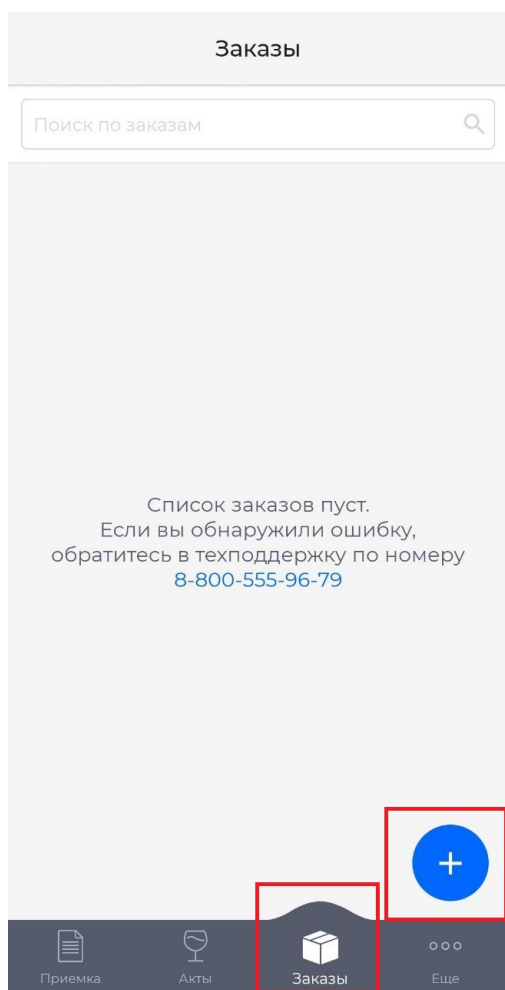 Заказы
Поиск по заказам
Список заказов пуст.
Если вы обнаружили ошибку,
обратитесь в техподдержку по номеру
8-800-555-96-79
Приемка
Акты
Заказы
Еще